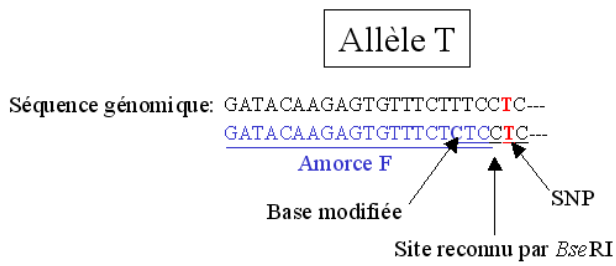 Allèle T
Séquence génomique: GATACAAGAGTGTTTCTTTCCTC---
GATACAAGAGTGTTTCTCTCCTC---
Amorce F
SNP
Base modifiée
Site reconnu par BseRI